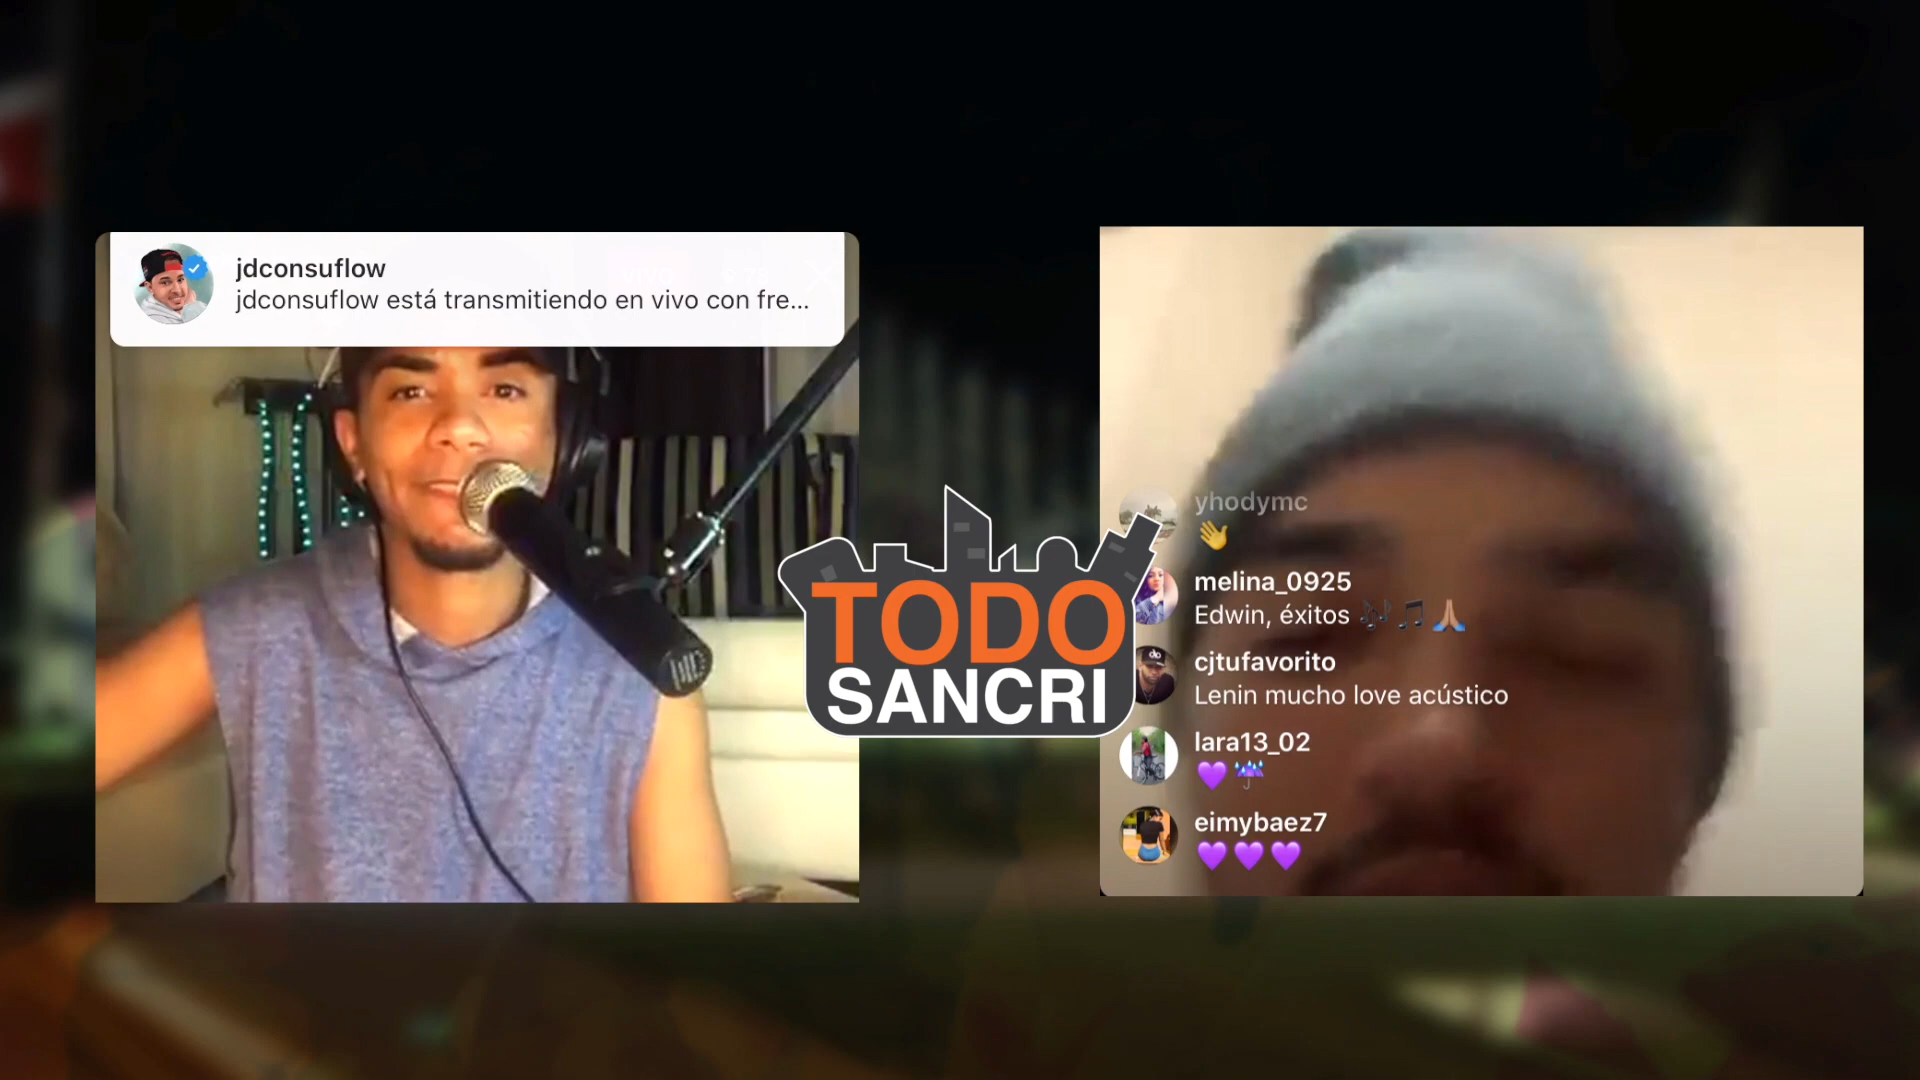 jdconsuflow
jdconsuflow está transmitiendo en vivo con fre...
TODO
SANCRI
yhodymc
👋
melina_0925
Edwin, éxitos 🎶 🎵 🙏🏽
cjtufavorito
Lenin mucho love acústico
lara13_02
💜 ☔
eimybaez7
💜 💜 💜